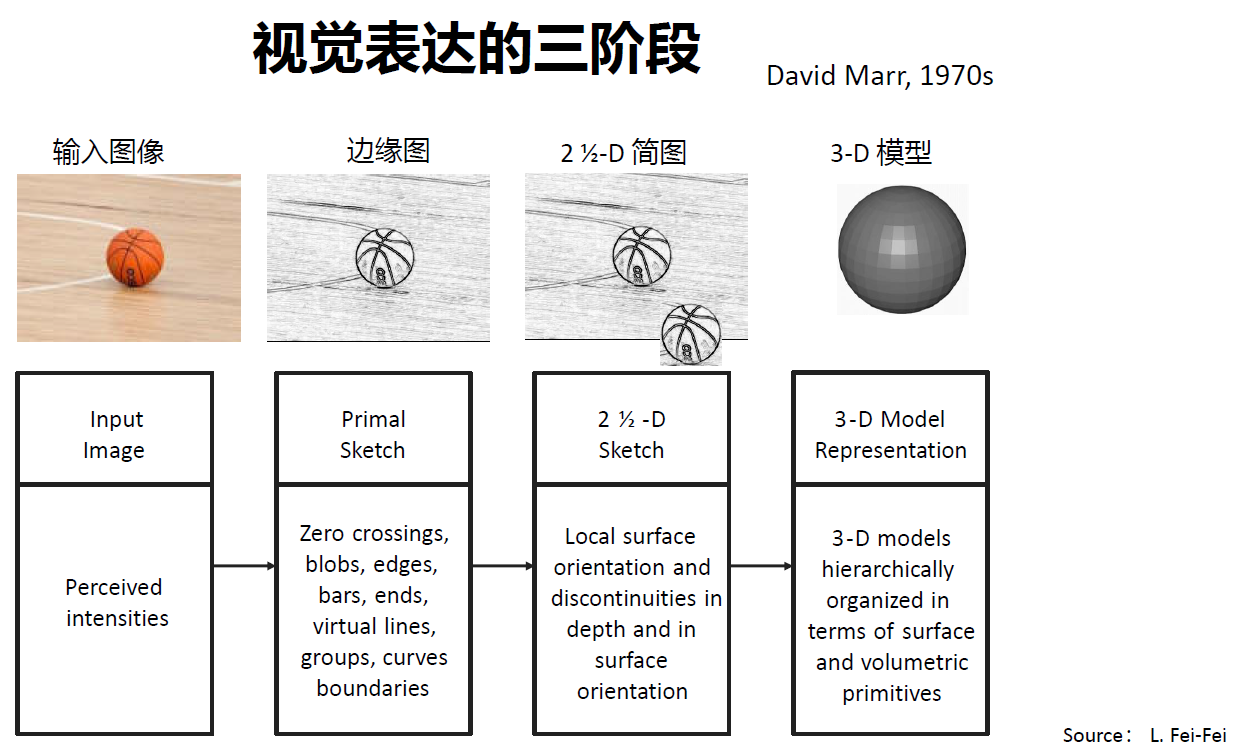 视觉表达的三阶段
David Marr, 1970s
输入图像
边缘图
2 ½-D 简图
3-D 模型
Input
Image
Primal
Sketch
2 ½ -D
Sketch
3-D Model
Representation
Perceived
intensities
Zero crossings,
blobs, edges,
bars, ends,
virtual lines,
groups, curves
boundaries
Local surface
orientation and
discontinuities in
depth and in
surface
orientation
3-D models
hierarchically
organized in
terms of surface
and volumetric
primitives
Source： L. Fei-Fei